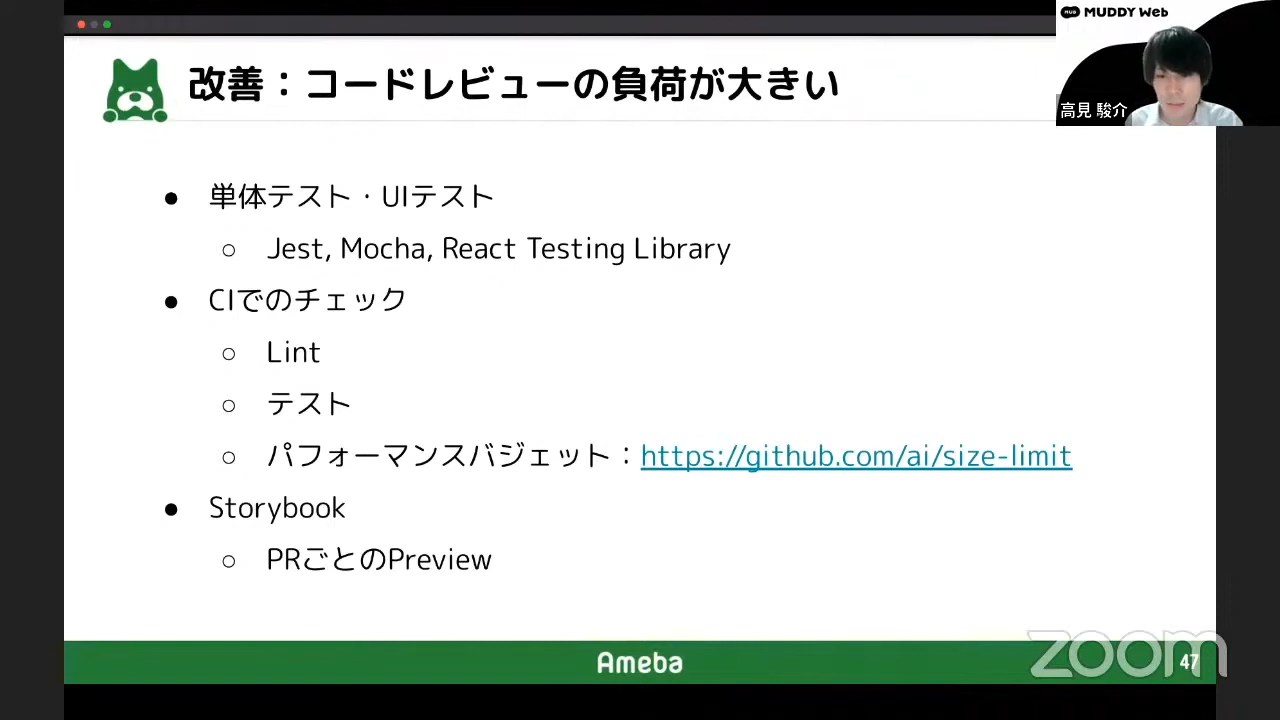 MUDDY Web
高見 駿介
改善：コードレビューの負荷が大きい
● 単体テスト・UIテスト
○ Jest, Mocha, React Testing Library
● CIでのチェック
○ Lint
○ テスト
○ パフォーマンスバジェット：https://github.com/ai/size-limit
● Storybook
○ PRごとのPreview
Ameba
zoom
47